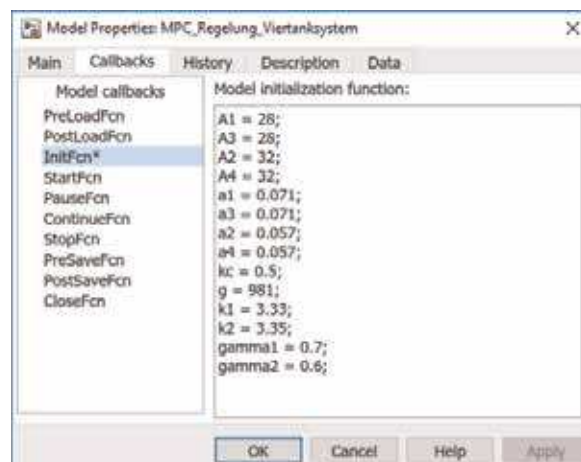 Model Properties: MPC_Regelung_Viertanksystem
Main Callbacks History Description Data
Model callbacks
PreLoadFcn
PostLoadFcn
InitFcn*
StartFcn
PauseFcn
ContinueFcn
StopFcn
PreSaveFcn
PostSaveFcn
CloseFcn
Model initialization function:
A1 = 28;
A3 = 28;
A2 = 32;
A4 = 32;
a1 = 0.071;
a3 = 0.071;
a2 = 0.057;
a4 = 0.057;
kc = 0.5;
g = 981;
k1 = 3.33;
k2 = 3.35;
gamma1 = 0.7;
gamma2 = 0.6;
OK Cancel Help Apply